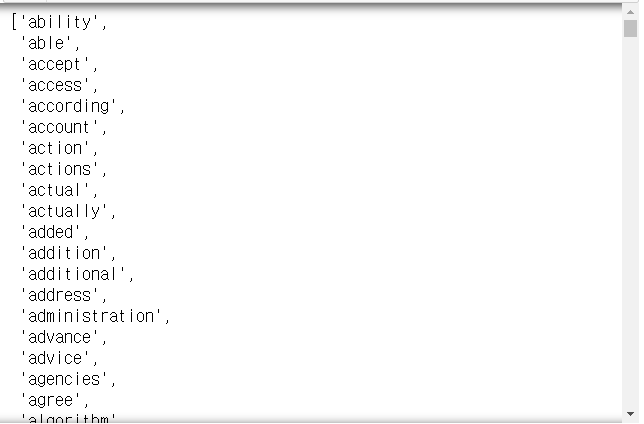 ['ability',
'able',
'accept',
'access',
'according',
'account',
'action',
'actions',
'actual',
'actually',
'added',
'addition',
'additional',
'address',
'administration',
'advance',
'advice',
'agencies',
'agree',
'algorithm'